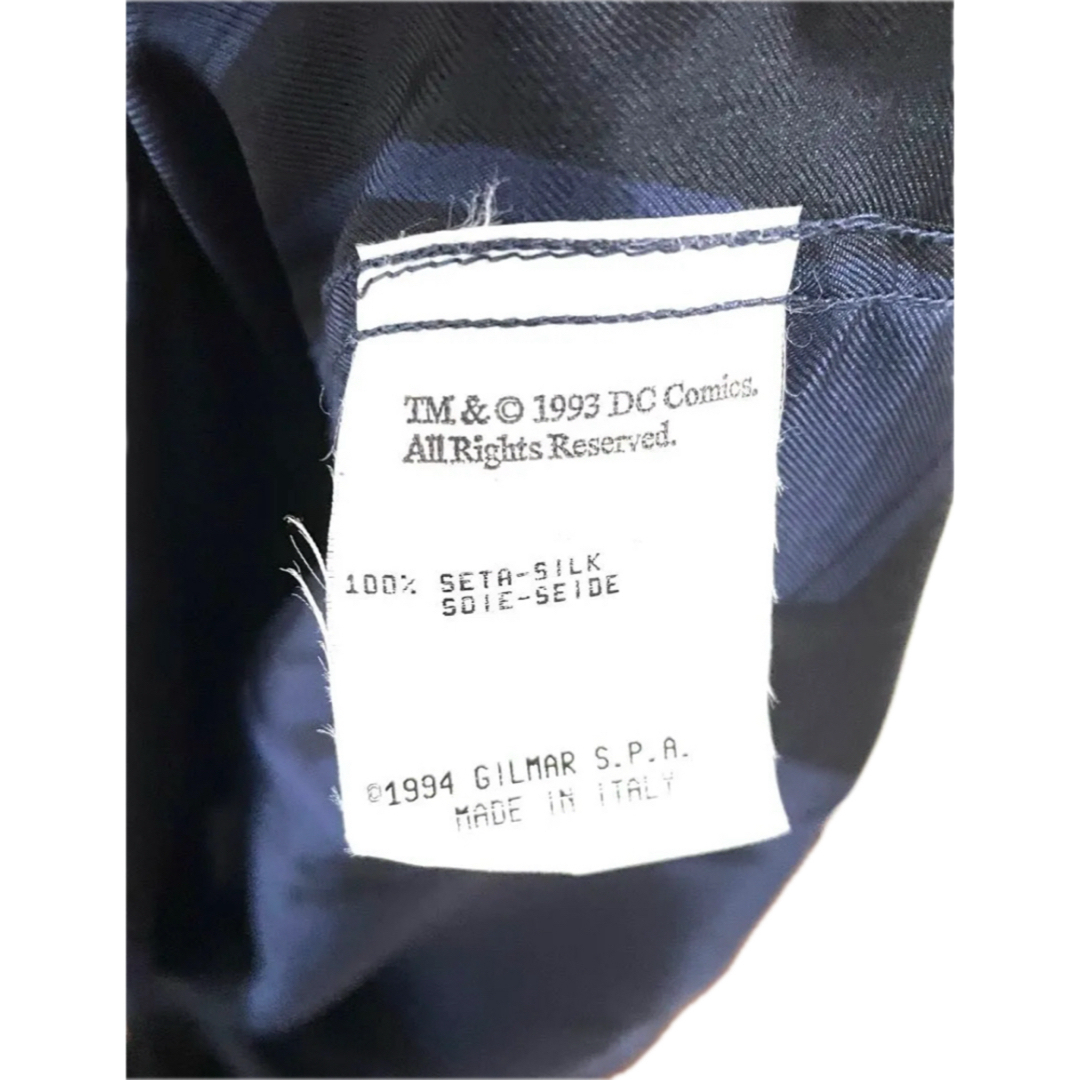 TM & © 1993 DC Comics.
All Rights Reserved.
100% SETA-SILK
SOIE-SEIDE
©1994 GILMAR S.P.A.
MADE IN ITALY